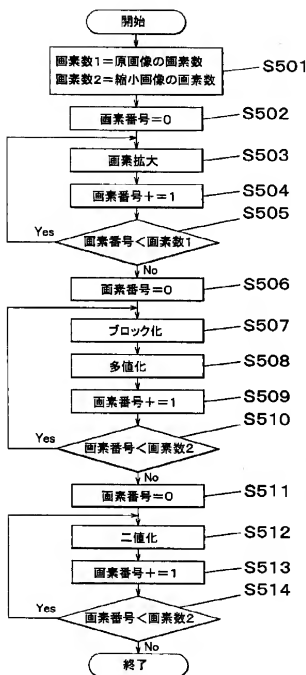 開始
画素数1=原画像の画素数
画素数2=縮小画像の画素数
S501
画素番号=0
S502
画素拡大
S503
画素番号+=1
S504
S505
画素番号<画素数1
Yes
No
画素番号=0
S506
ブロック化
S507
多値化
S508
画素番号+=1
S509
S510
画素番号<画素数2
Yes
No
画素番号=0
S511
二値化
S512
画素番号+=1
S513
S514
画素番号<画素数2
Yes
No
終了